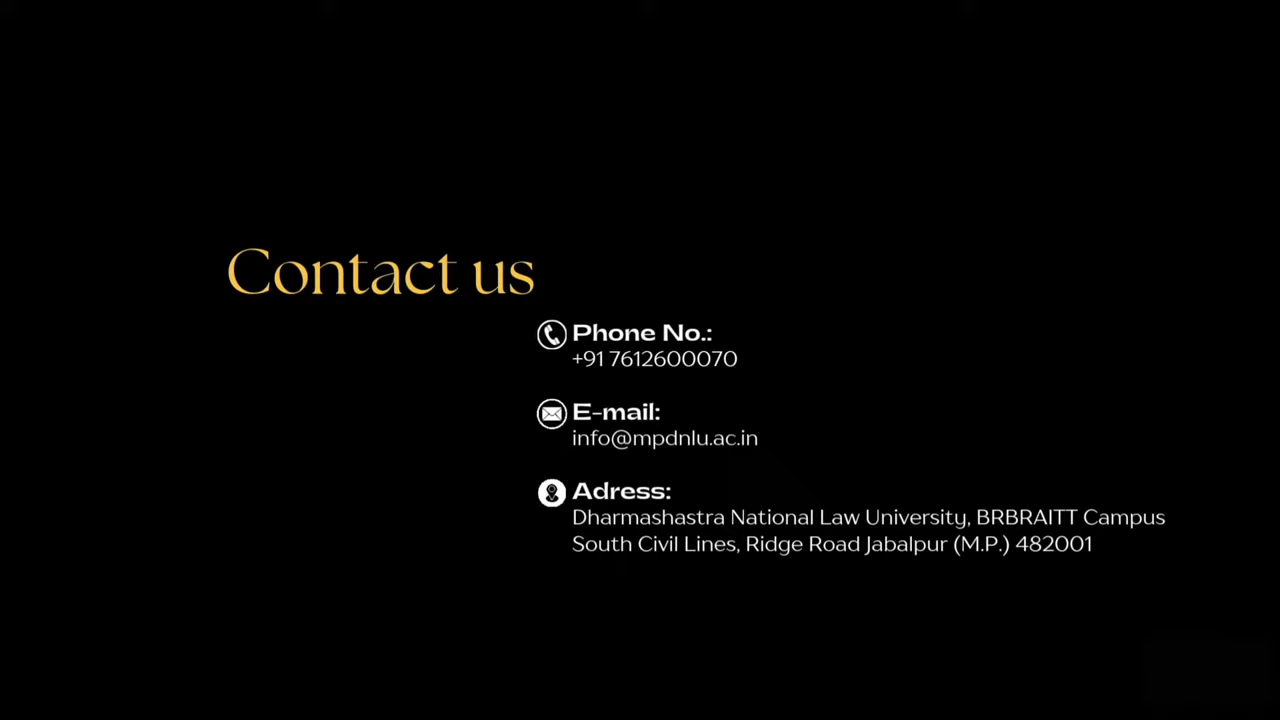 Contact us
Phone No.:
+91 7612600070
E-mail:
info@mpdnlu.ac.in
Adress:
Dharmashastra National Law University, BRBRAITT Campus
South Civil Lines, Ridge Road Jabalpur (M.P.) 482001